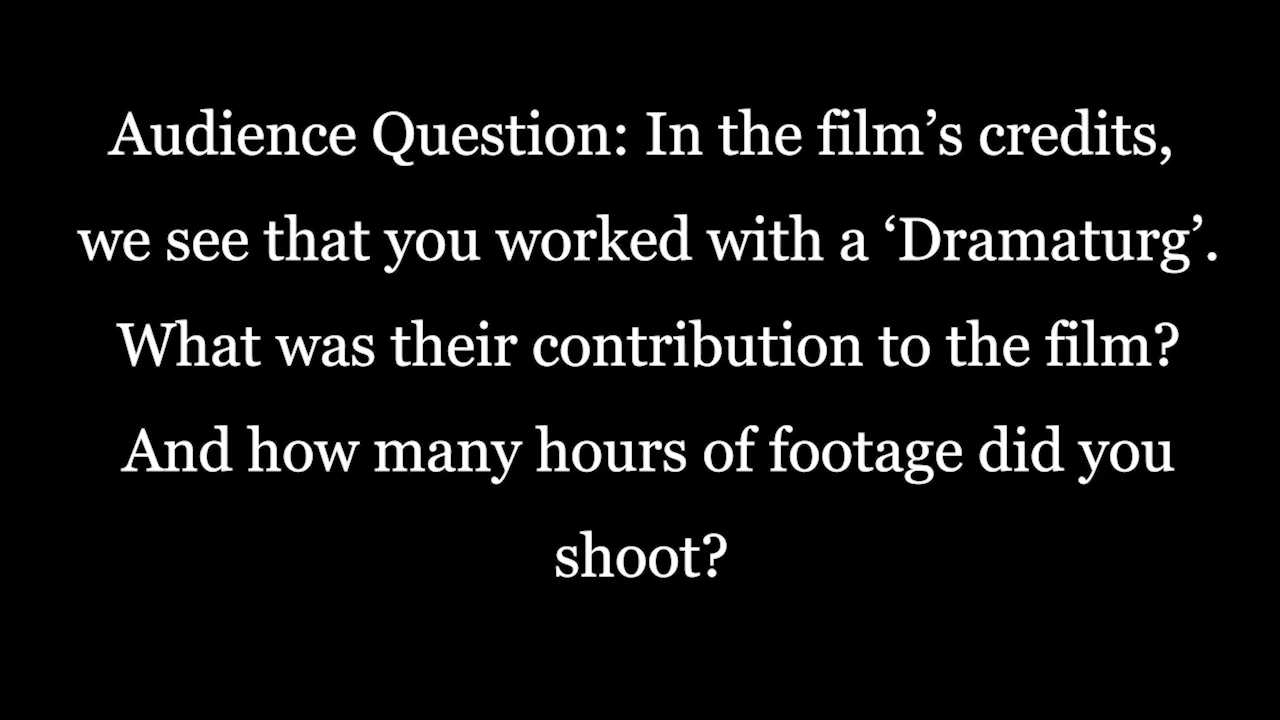 Audience Question: In the film’s credits,
we see that you worked with a ‘Dramaturg’.
What was their contribution to the film?
And how many hours of footage did you
shoot?